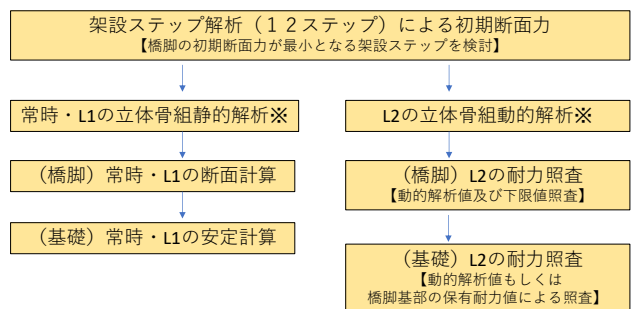 架設ステップ解析（１２ステップ）による初期断面力
【橋脚の初期断面力が最小となる架設ステップを検討】
常時・L1の立体骨組静的解析※
L2の立体骨組動的解析※
（橋脚）常時・L1の断面計算
（橋脚）L2の耐力照査
【動的解析値及び下限値照査】
（基礎）常時・L1の安定計算
（基礎）L2の耐力照査
【動的解析値もしくは
橋脚基部の保有耐力値による照査】